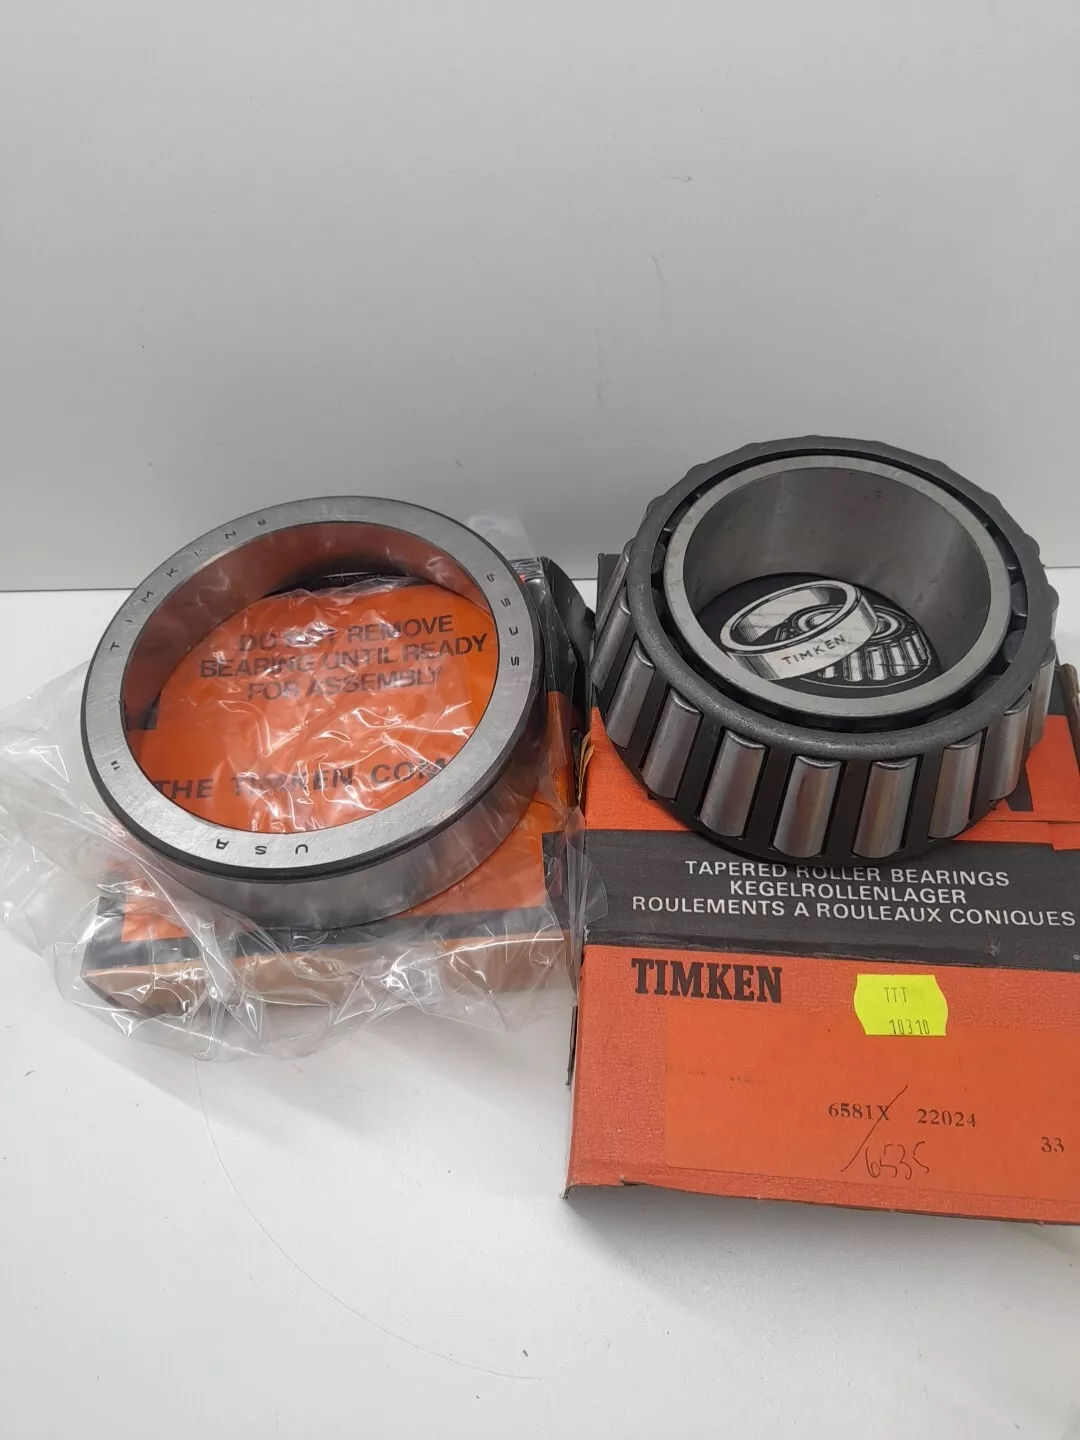 TIMKEN ®
6535
USA
"
DO NOT REMOVE
BEARING UNTIL READY
FOR ASSEMBLY
THE TIMKEN COM
TIMKEN
TAPERED ROLLER BEARINGS
KEGELROLLENLAGER
ROULEMENTS A ROULEAUX CONIQUES
TIMKEN
TTT
10310
6581X 22024
/6535
33